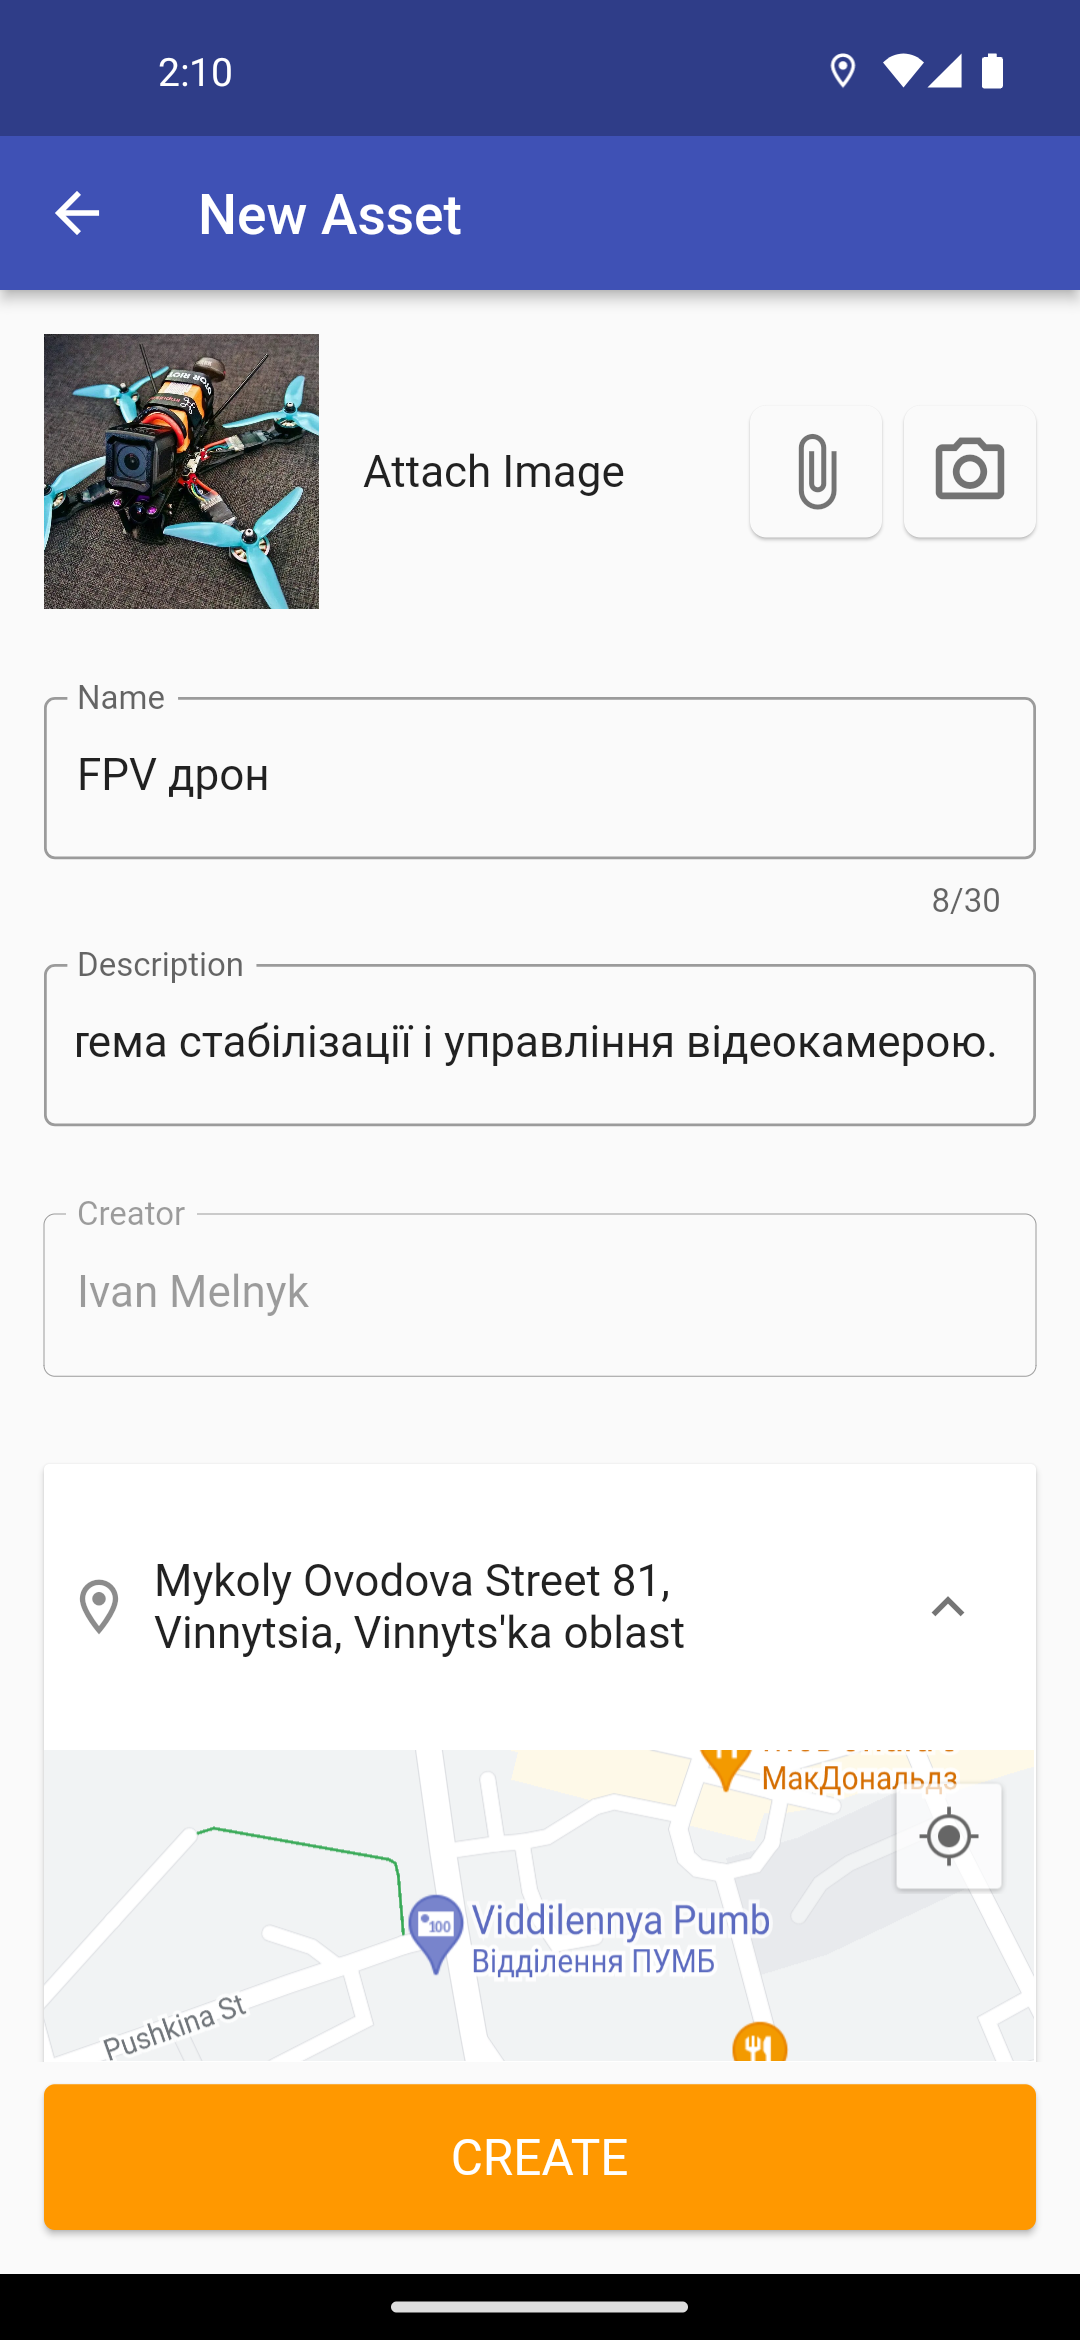 2:10
New Asset
Attach Image
Name
FPV дрон
8/30
Description
тема стабілізації і управління відеокамерою.
Creator
Ivan Melnyk
Mykoly Ovodova Street 81,
Vinnytsia, Vinnyts'ka oblast
МакДональдз
100
Viddilennya Pumb
Відділення ПУМБ
Pushkina St
CREATE